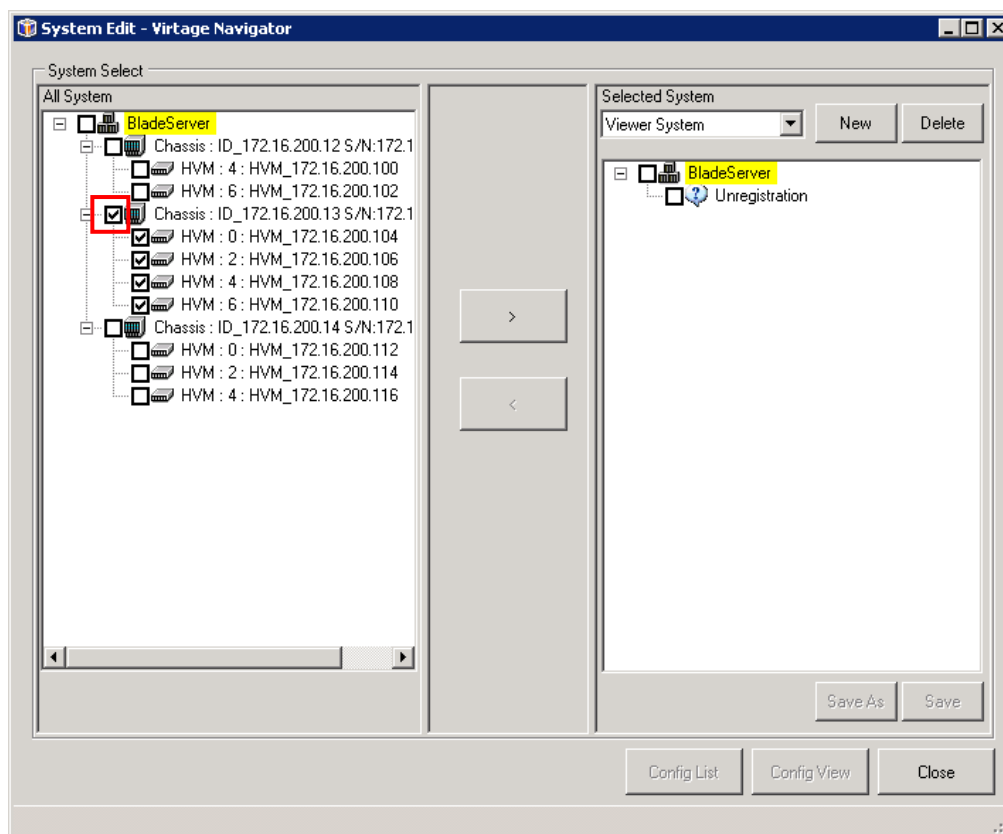 System Edit - Virtage Navigator
System Select
All System
BladeServer
Chassis : ID_172.16.200.12 S/N:172.1
HVM : 4 : HVM_172.16.200.100
HVM : 6 : HVM_172.16.200.102
Chassis : ID_172.16.200.13 S/N:172.1
HVM : 0 : HVM_172.16.200.104
HVM : 2 : HVM_172.16.200.106
HVM : 4 : HVM_172.16.200.108
HVM : 6 : HVM_172.16.200.110
Chassis : ID_172.16.200.14 S/N:172.1
HVM : 0 : HVM_172.16.200.112
HVM : 2 : HVM_172.16.200.114
HVM : 4 : HVM_172.16.200.116
>
<
Selected System
Viewer System
New
Delete
BladeServer
Unregistration
Save As
Save
Config List
Config View
Close